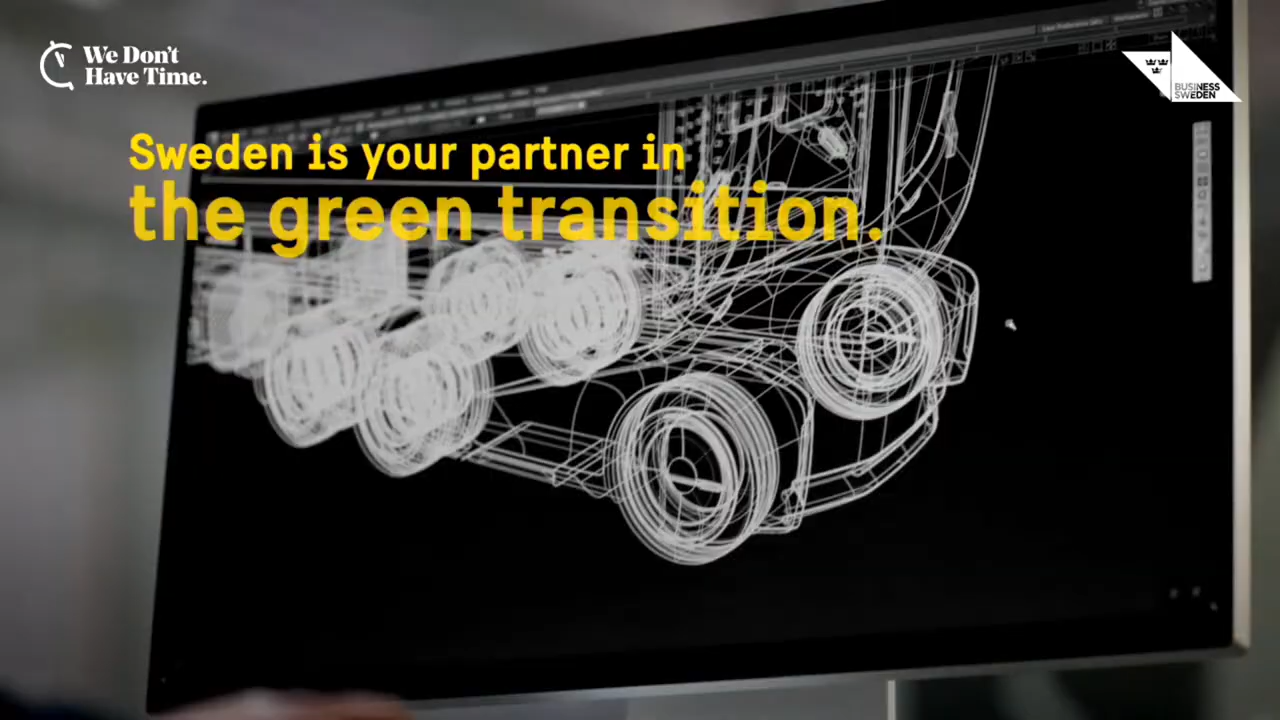 We Don't
Have Time.
BUSINESS
SWEDEN
Sweden is your partner in
the green transition.